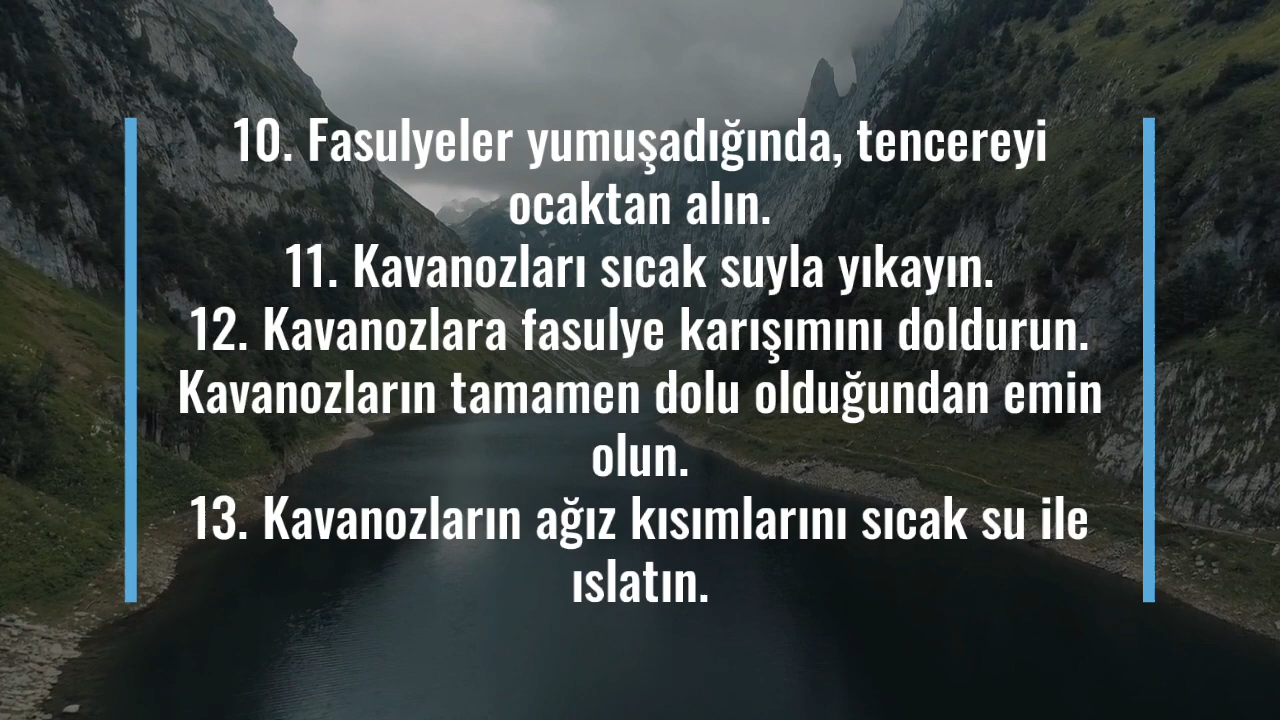 10. Fasulyeler yumuşadığında, tencereyi
ocaktan alın.
11. Kavanozları sıcak suyla yıkayın.
12. Kavanozlara fasulye karışımını doldurun.
Kavanozların tamamen dolu olduğundan emin
olun.
13. Kavanozların ağız kısımlarını sıcak su ile
ıslatın.